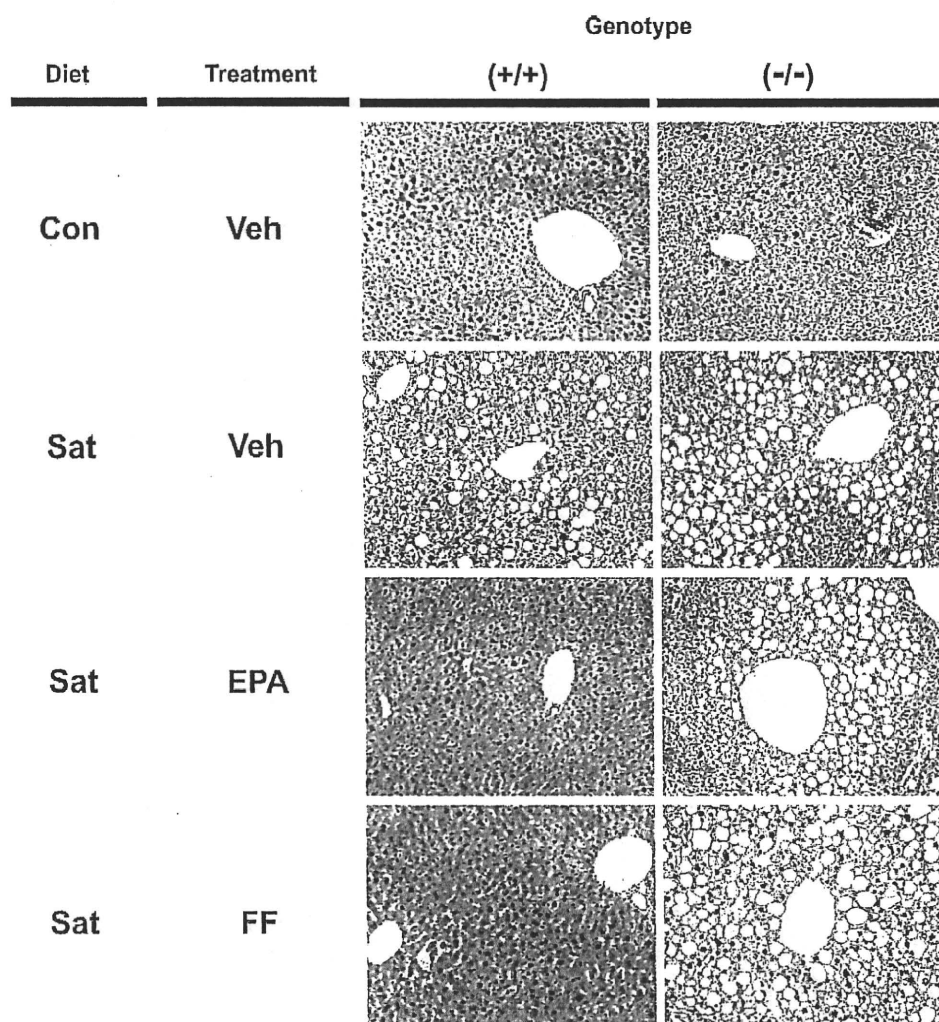 Genotype
Diet Treatment (+/+) (-/-)
Con Veh
Sat Veh
Sat EPA
Sat FF